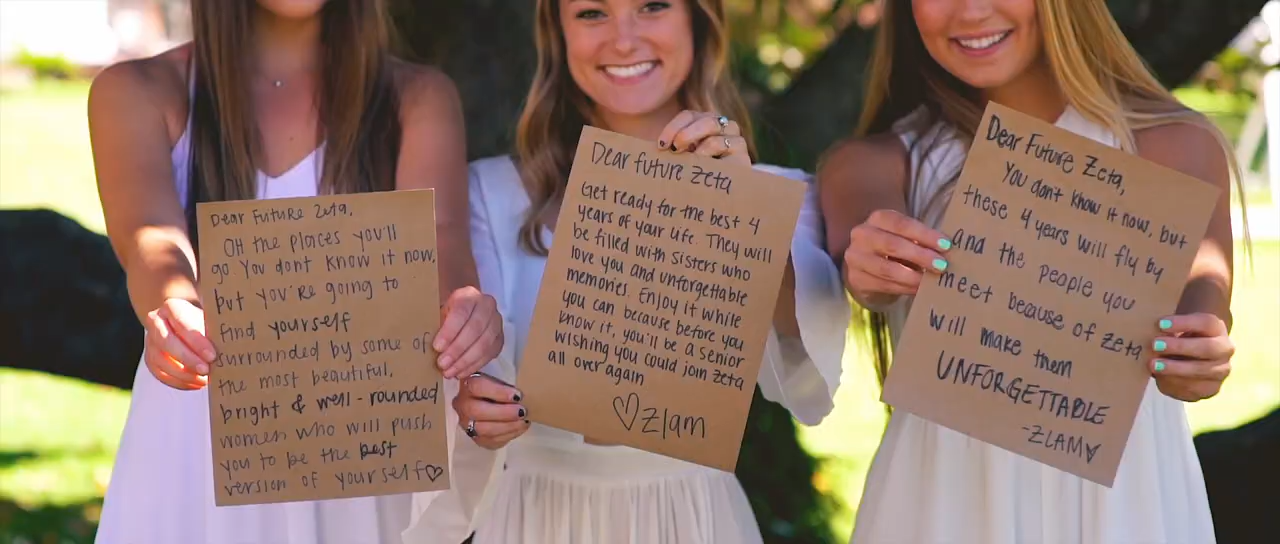 Dear Future Zeta,
OH the places you'll
go. You dont know it now,
but you're going to
find yourself
surrounded by some of
the most beautiful,
bright & well-rounded
women who will push
you to be the best
version of yourself♡
Dear future zeta
Get ready for the best 4
years of your life. They will
be filled with sisters who
love you and unforgettable
memories. Enjoy it while
you can because before you
know it, you'll be a senior
wishing you could join zeta
all over again
♡Zlam
Dear Future Zeta,
You don't know it now, but
these 4 years will fly by
and the people you
meet because of zeta
will make them
UNFORGETTABLE
-ZLAM♡